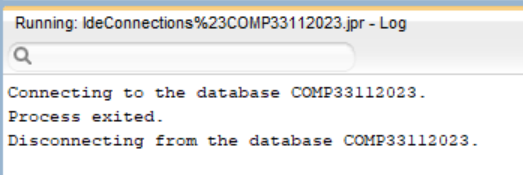 Running: IdeConnections%23COMP33112023.jpr - Log
Connecting to the database COMP33112023.
Process exited.
Disconnecting from the database COMP33112023.